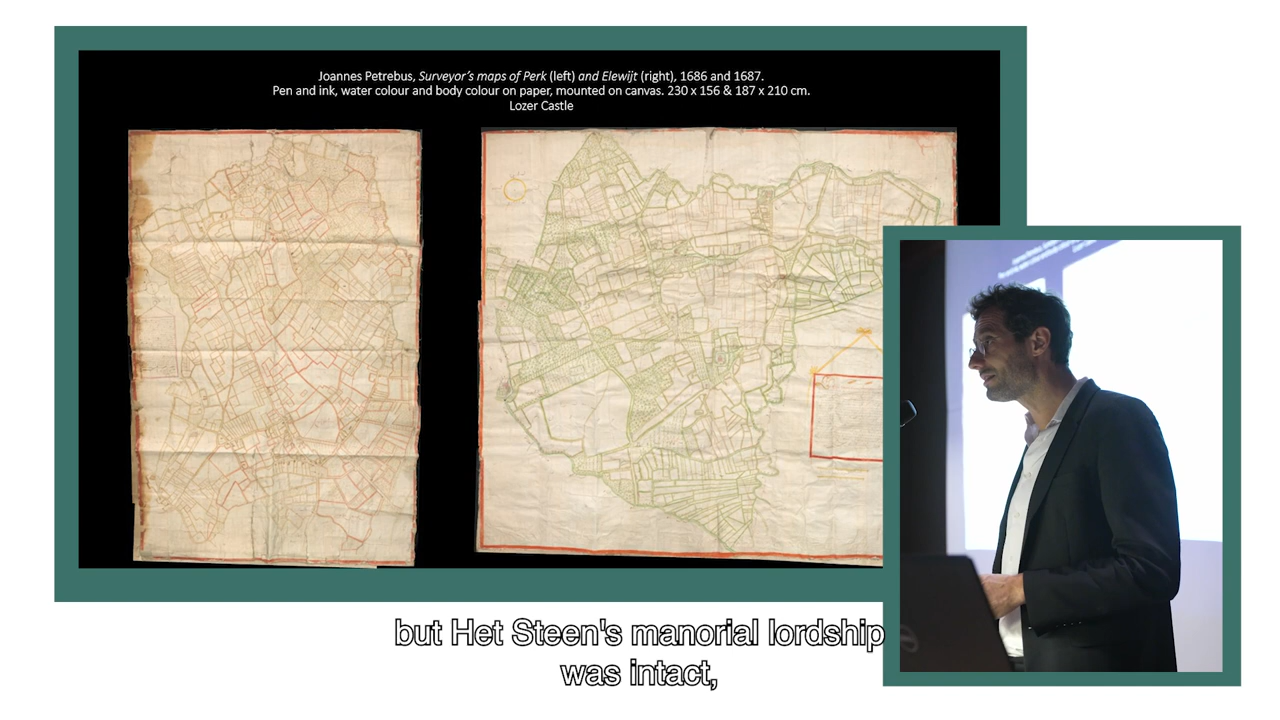 Joannes Petrebus, Surveyor's maps of Perk (left) and Elewijt (right), 1686 and 1687.
Pen and ink, water colour and body colour on paper, mounted on canvas. 230 x 156 & 187 x 210 cm.
Lozer Castle
but Het Steen's manorial lordship
was intact,